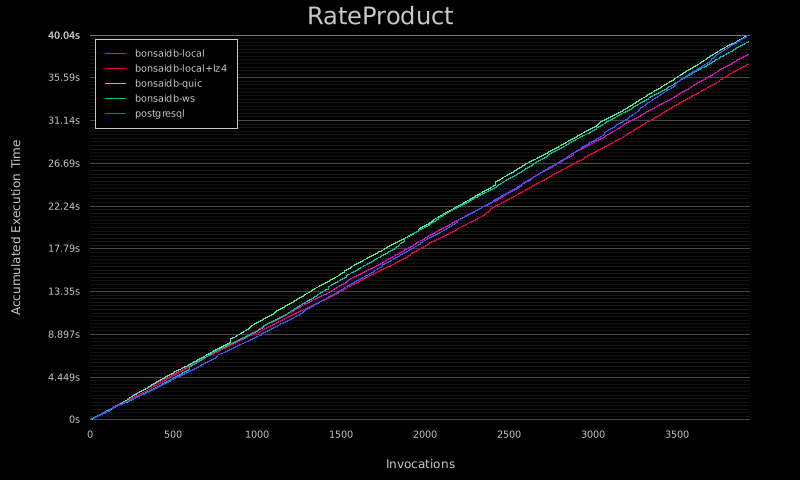 RateProduct
40.04s
35.59s
31.14s
26.69s
22.24s
17.79s
13.35s
8.897s
4.449s
0s
bonsaidb-local
bonsaidb-local+lz4
bonsaidb-quic
bonsaidb-ws
postgresql
Accumulated Execution Time
0 500 1000 1500 2000 2500 3000 3500
Invocations